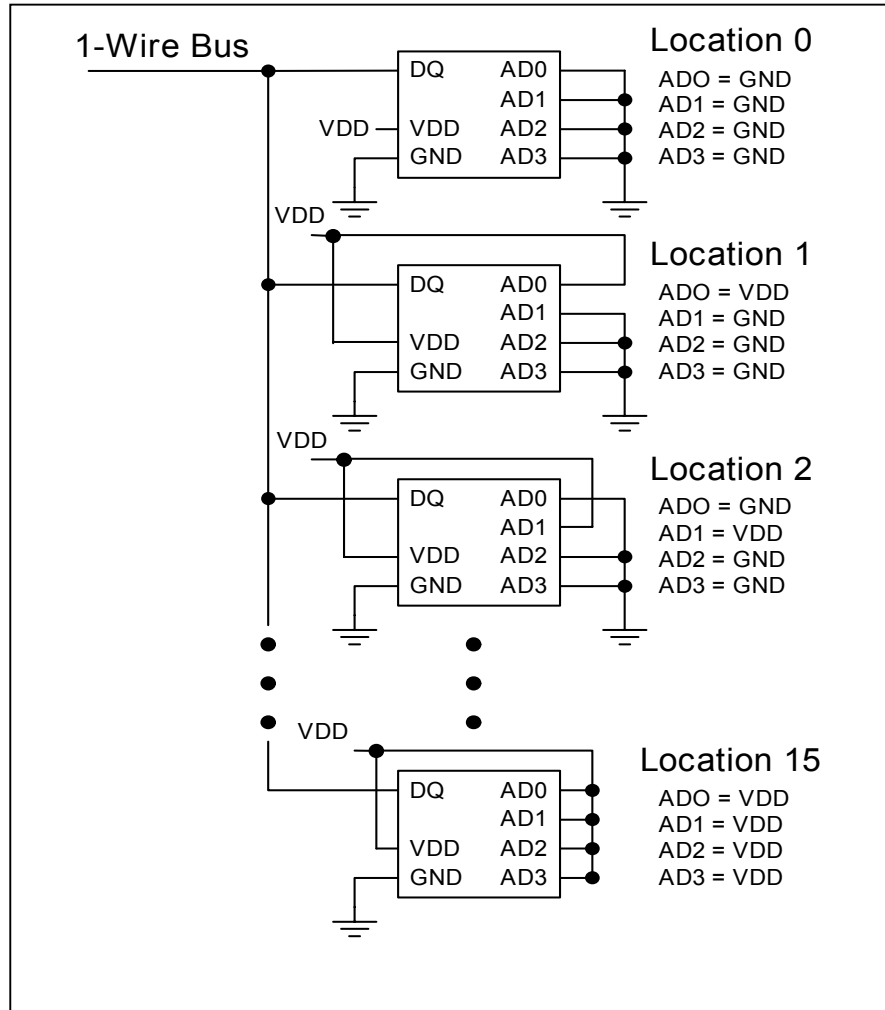 1-Wire Bus
DQ AD0
AD1
VDD VDD AD2
GND AD3
Location 0
ADO = GND
AD1 = GND
AD2 = GND
AD3 = GND
VDD
DQ AD0
AD1
VDD AD2
GND AD3
Location 1
ADO = VDD
AD1 = GND
AD2 = GND
AD3 = GND
VDD
DQ AD0
AD1
VDD AD2
GND AD3
Location 2
ADO = GND
AD1 = VDD
AD2 = GND
AD3 = GND
VDD
DQ AD0
AD1
VDD AD2
GND AD3
Location 15
ADO = VDD
AD1 = VDD
AD2 = VDD
AD3 = VDD